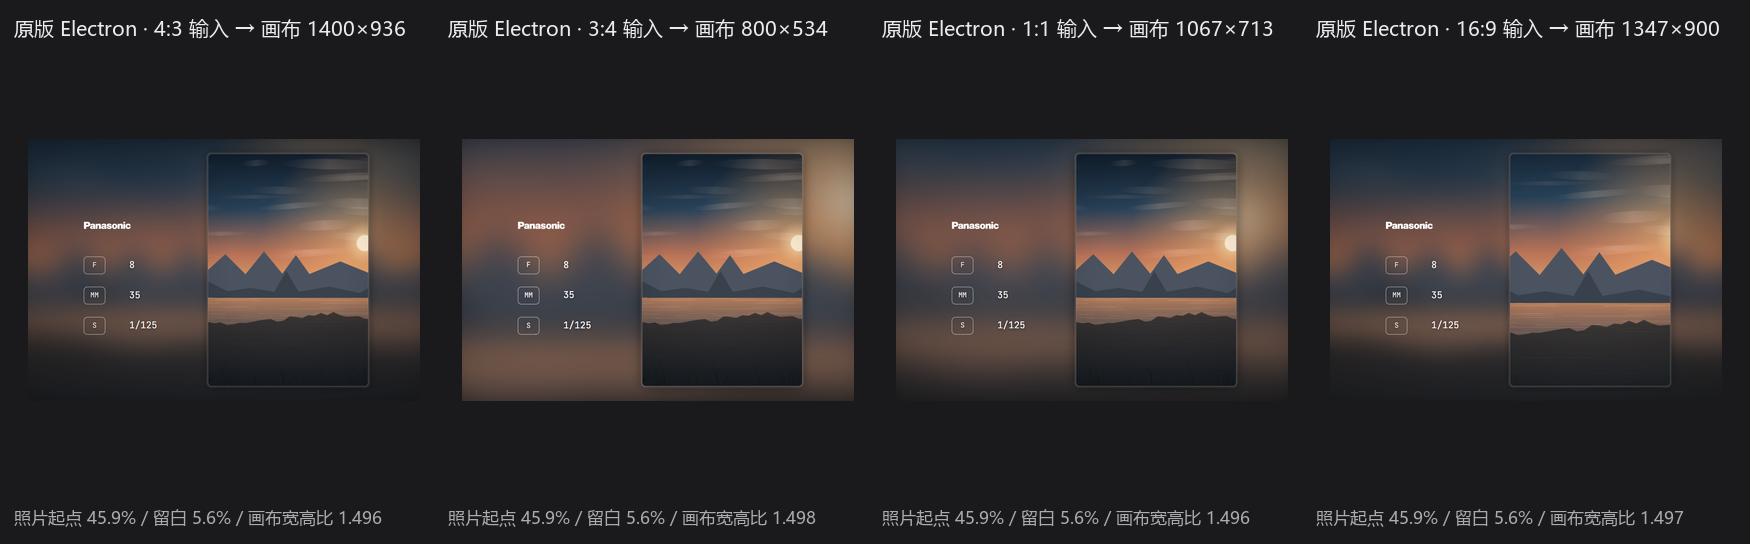 原版 Electron · 4:3 输入 → 画布 1400×936
Panasonic
F 8
MM 35
S 1/125
照片起点 45.9% / 留白 5.6% / 画布宽高比 1.496
原版 Electron · 3:4 输入 → 画布 800×534
Panasonic
F 8
MM 35
S 1/125
照片起点 45.9% / 留白 5.6% / 画布宽高比 1.498
原版 Electron · 1:1 输入 → 画布 1067×713
Panasonic
F 8
MM 35
S 1/125
照片起点 45.9% / 留白 5.6% / 画布宽高比 1.496
原版 Electron · 16:9 输入 → 画布 1347×900
Panasonic
F 8
MM 35
S 1/125
照片起点 45.9% / 留白 5.6% / 画布宽高比 1.497